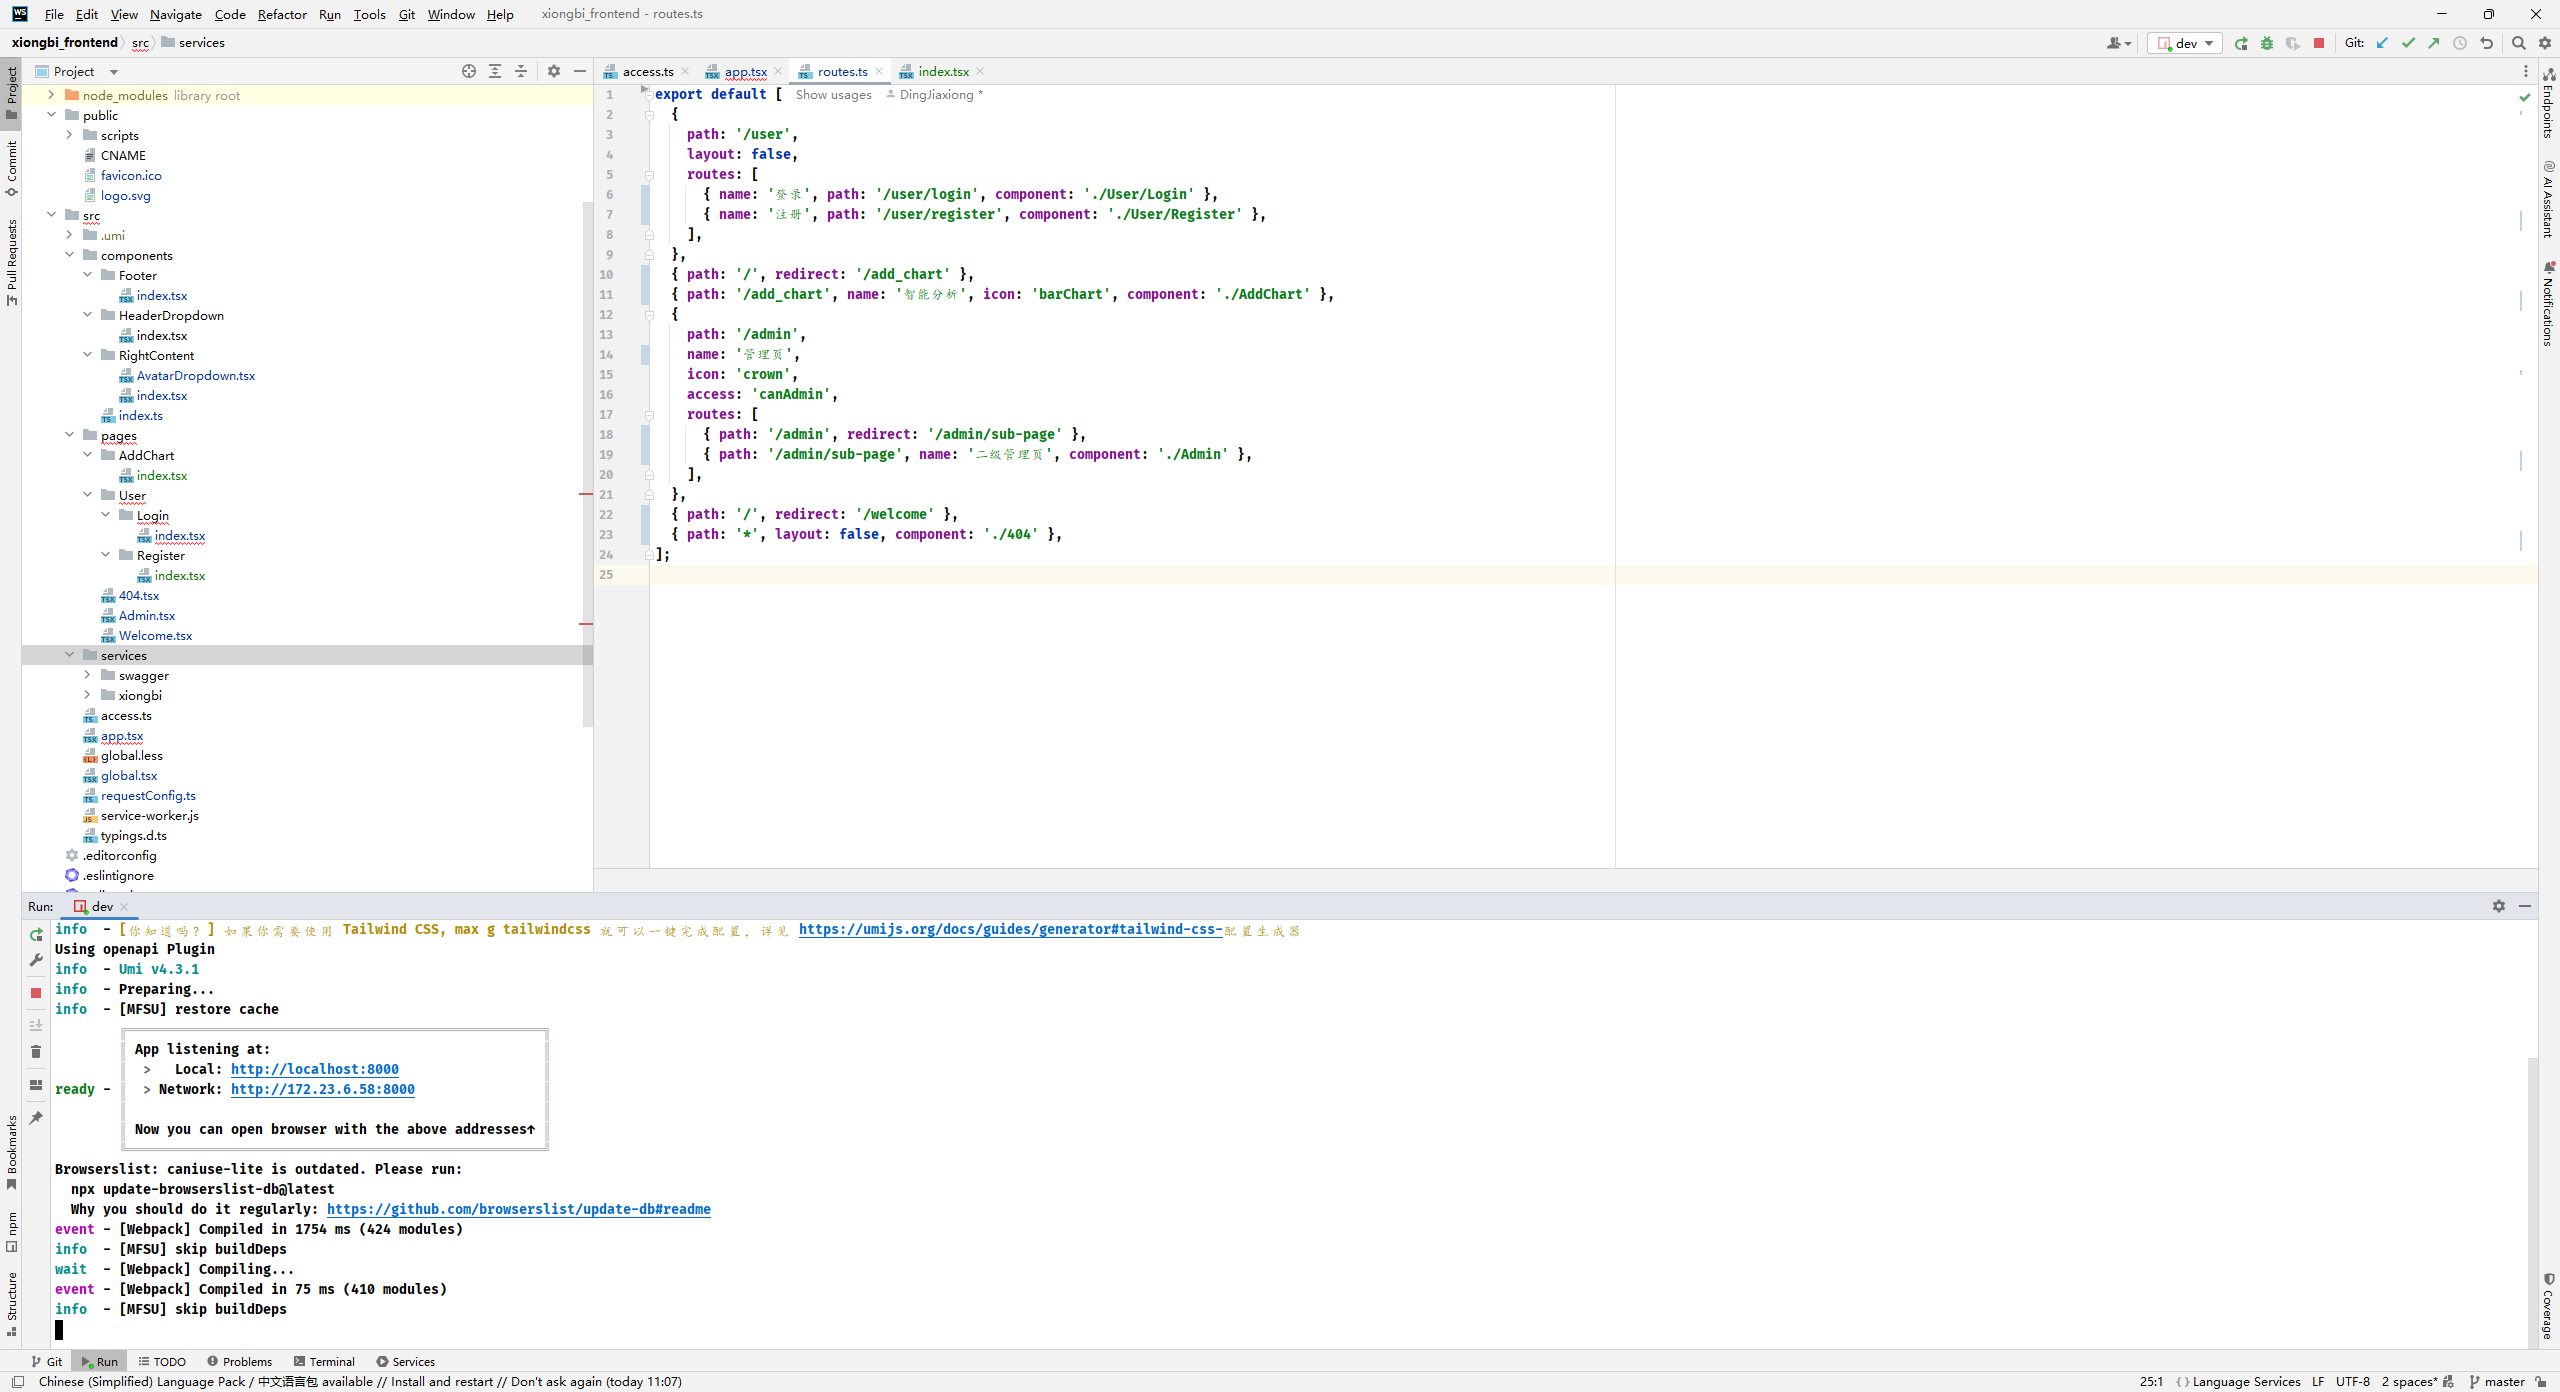 File Edit View Navigate Code Refactor Run Tools Git Window Help xiongbi_frontend - routes.ts
xiongbi_frontend src services dev Git:
Project
access.ts app.tsx routes.ts index.tsx
node_modules library root
public
scripts
CNAME
favicon.ico
logo.svg
src
.umi
components
Footer
index.tsx
HeaderDropdown
index.tsx
RightContent
AvatarDropdown.tsx
index.tsx
index.ts
pages
AddChart
index.tsx
User
Login
index.tsx
Register
index.tsx
404.tsx
Admin.tsx
Welcome.tsx
services
swagger
xiongbi
access.ts
app.tsx
global.less
global.tsx
requestConfig.ts
service-worker.js
typings.d.ts
.editorconfig
.eslintignore
1 export default [ Show usages DingJiaxiong *
2 {
3 path: '/user',
4 layout: false,
5 routes: [
6 { name: '登录', path: '/user/login', component: './User/Login' },
7 { name: '注册', path: '/user/register', component: './User/Register' },
8 ],
9 },
10 { path: '/', redirect: '/add_chart' },
11 { path: '/add_chart', name: '智能分析', icon: 'barChart', component: './AddChart' },
12 {
13 path: '/admin',
14 name: '管理页',
15 icon: 'crown',
16 access: 'canAdmin',
17 routes: [
18 { path: '/admin', redirect: '/admin/sub-page' },
19 { path: '/admin/sub-page', name: '二级管理页', component: './Admin' },
20 ],
21 },
22 { path: '/', redirect: '/welcome' },
23 { path: '*', layout: false, component: './404' },
24 ];
25
Project
Commit
Pull Requests
Bookmarks
npm
Structure
Endpoints
AI Assistant
Notifications
Coverage
Run: dev
info - [你知道吗？] 如果你需要使用 Tailwind CSS, max g tailwindcss 就可以一键完成配置，详见 https://umijs.org/docs/guides/generator#tailwind-css-配置生成器
Using openapi Plugin
info - Umi v4.3.1
info - Preparing...
info - [MFSU] restore cache
App listening at:
> Local: http://localhost:8000
ready - > Network: http://172.23.6.58:8000
Now you can open browser with the above addresses↑
Browserslist: caniuse-lite is outdated. Please run:
npx update-browserslist-db@latest
Why you should do it regularly: https://github.com/browserslist/update-db#readme
event - [Webpack] Compiled in 1754 ms (424 modules)
info - [MFSU] skip buildDeps
wait - [Webpack] Compiling...
event - [Webpack] Compiled in 75 ms (410 modules)
info - [MFSU] skip buildDeps
Git Run TODO Problems Terminal Services
Chinese (Simplified) Language Pack / 中文语言包 available // Install and restart // Don't ask again (today 11:07) 25:1 {} Language Services LF UTF-8 2 spaces* master